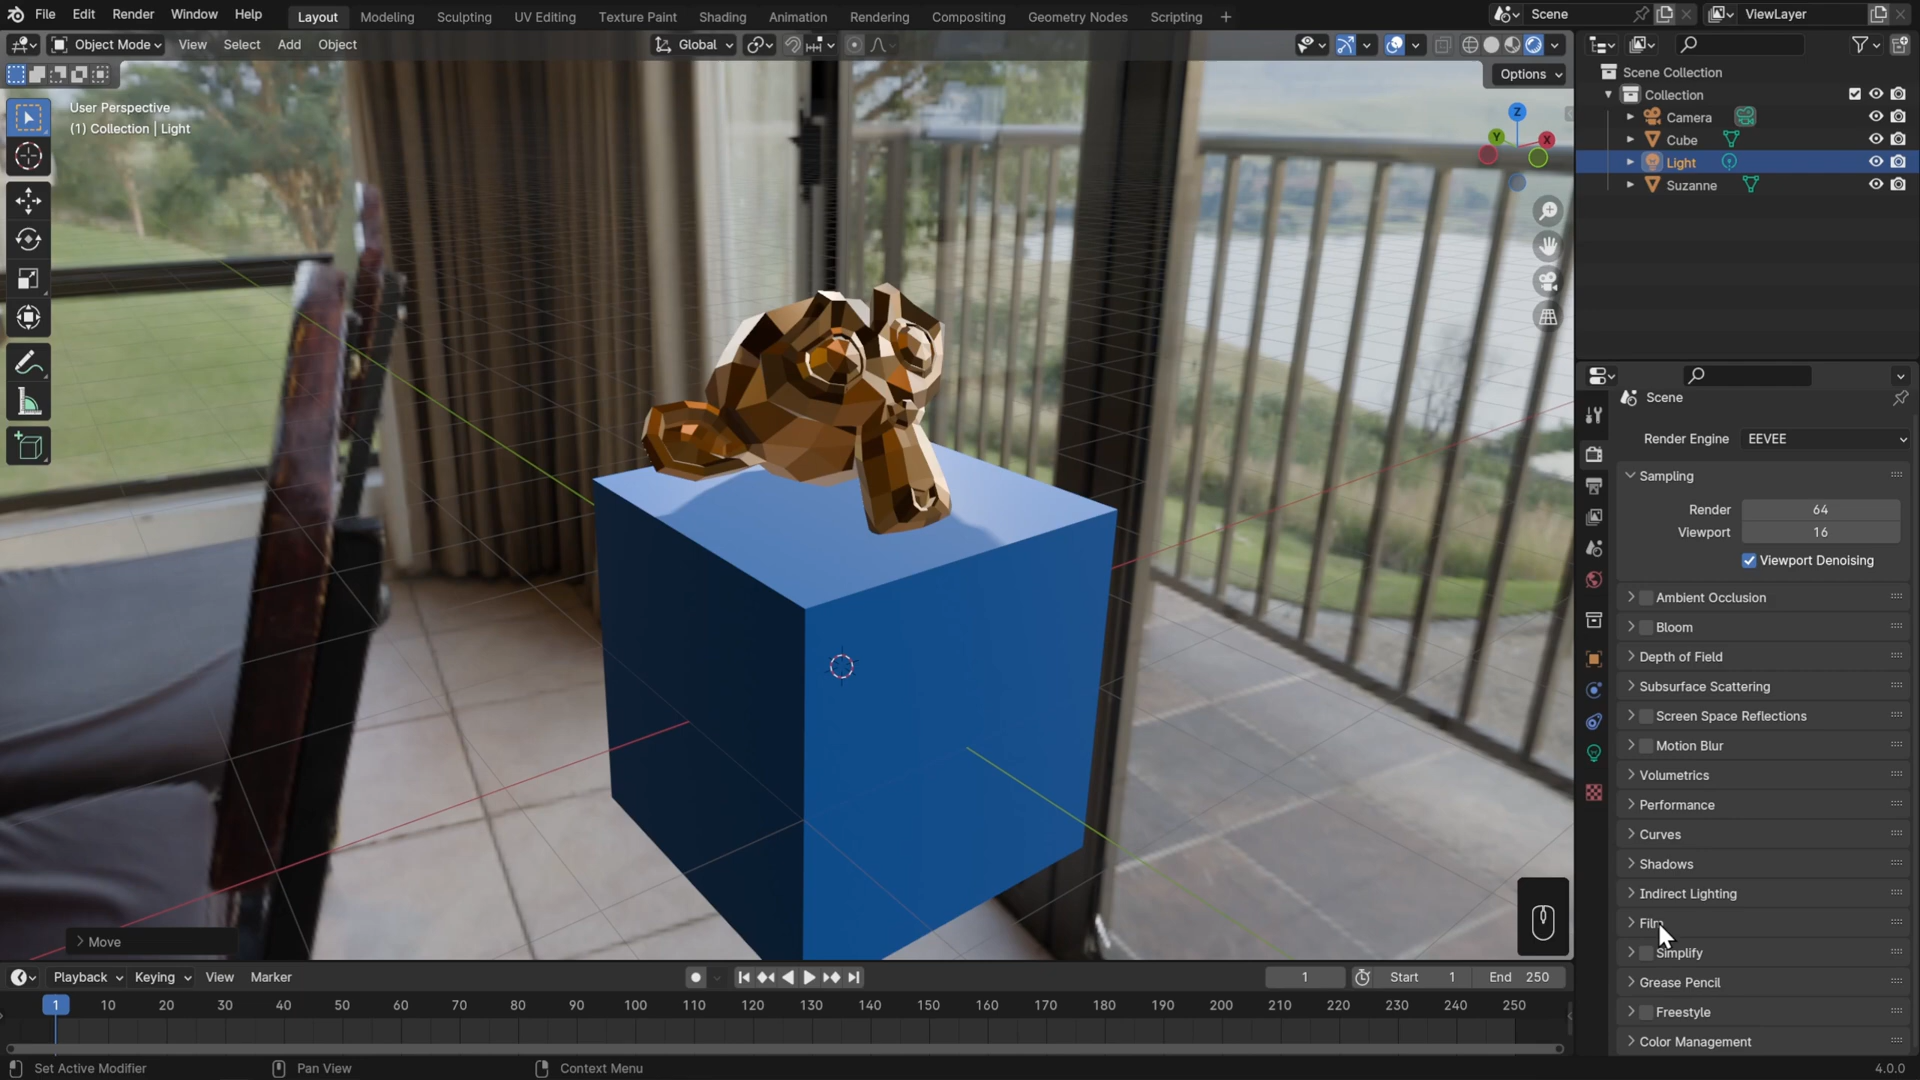 File Edit Render Window Help Layout Modeling Sculpting UV Editing Texture Paint Shading Animation Rendering Compositing Geometry Nodes Scripting + Scene ViewLayer
Object Mode View Select Add Object Global
Options
User Perspective
(1) Collection | Light
Z
Y
X
Scene Collection
Collection
Camera
Cube
Light
Suzanne
Scene
Render Engine EEVEE
Sampling
Render 64
Viewport 16
Viewport Denoising
Ambient Occlusion
Bloom
Depth of Field
Subsurface Scattering
Screen Space Reflections
Motion Blur
Volumetrics
Performance
Curves
Shadows
Indirect Lighting
Film
Simplify
Grease Pencil
Freestyle
Color Management
Move
Playback Keying View Marker 1 Start 1 End 250
1 10 20 30 40 50 60 70 80 90 100 110 120 130 140 150 160 170 180 190 200 210 220 230 240 250
Set Active Modifier Pan View Context Menu 4.0.0